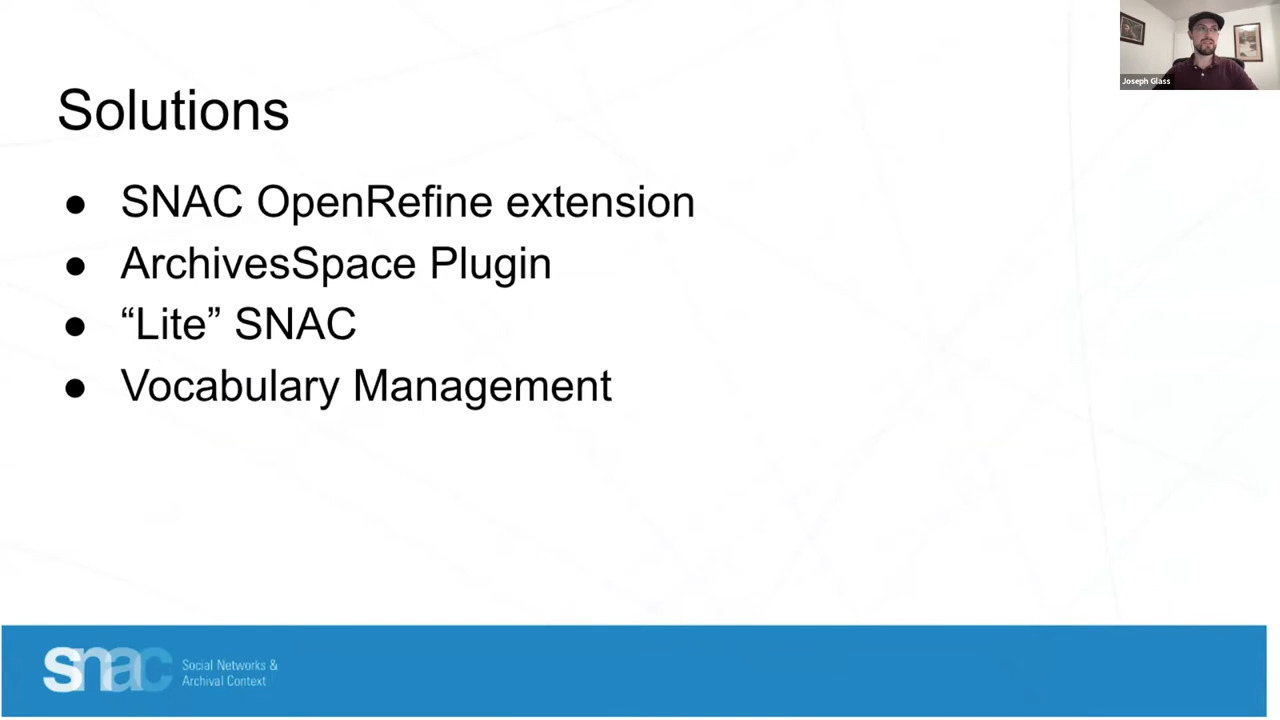 Joseph Glass
Solutions
● SNAC OpenRefine extension
● ArchivesSpace Plugin
● “Lite” SNAC
● Vocabulary Management
snac
Social Networks &
Archival Context